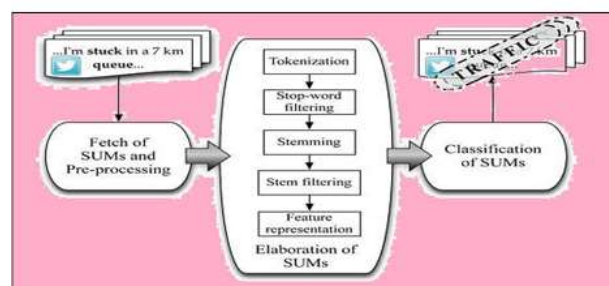 ...I'm stuck in a 7 km
queue...
Fetch of
SUMs and
Pre-processing
Tokenization
Stop-word
filtering
Stemming
Stem filtering
Feature
representation
Elaboration of
SUMs
...I'm stuck
TRAFFIC
Classification
of SUMs